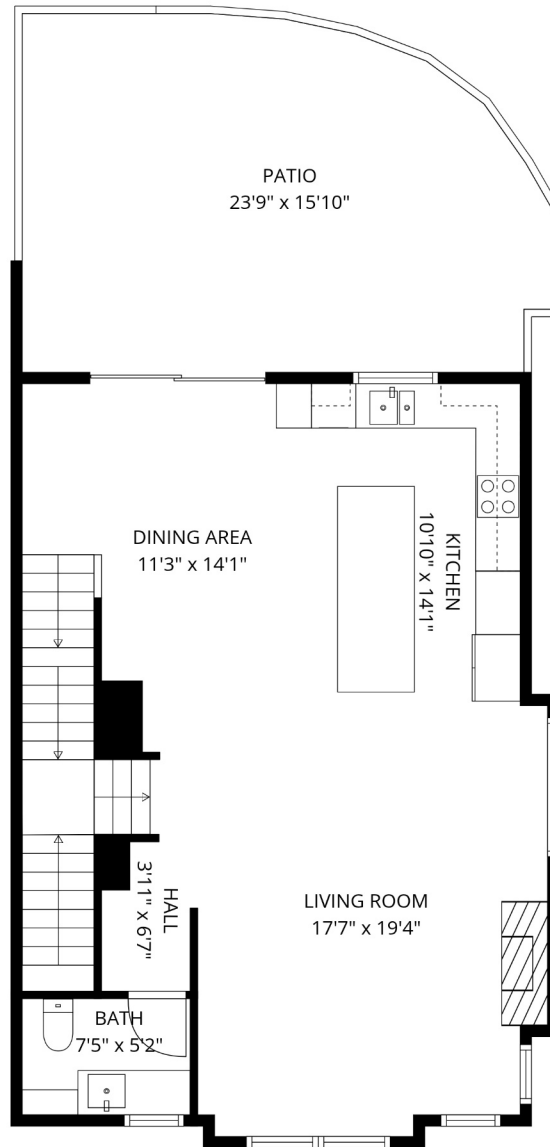 PATIO
23'9" x 15'10"
DINING AREA
11'3" x 14'1"
KITCHEN
10'10" x 14'1"
LIVING ROOM
17'7" x 19'4"
HALL
3'11" x 6'7"
BATH
7'5" x 5'2"